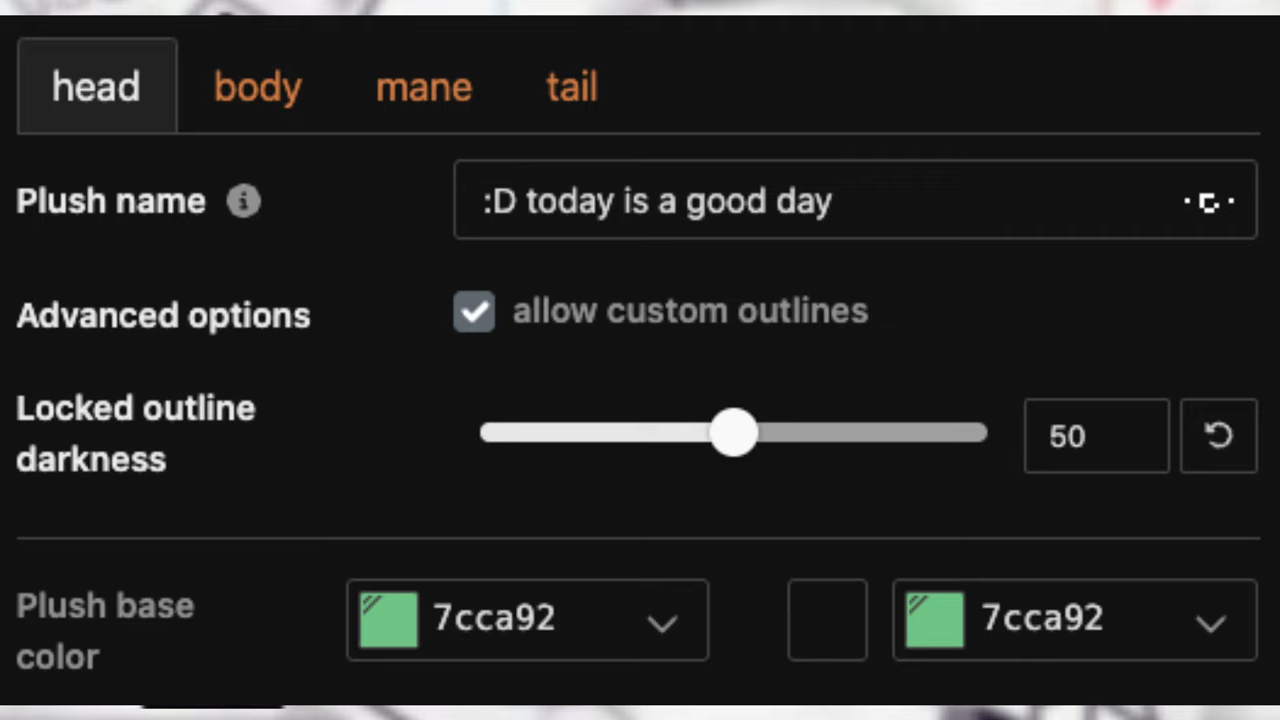 head body mane tail
Plush name :D today is a good day
Advanced options allow custom outlines
Locked outline
darkness 50
Plush base
color 7cca92 7cca92